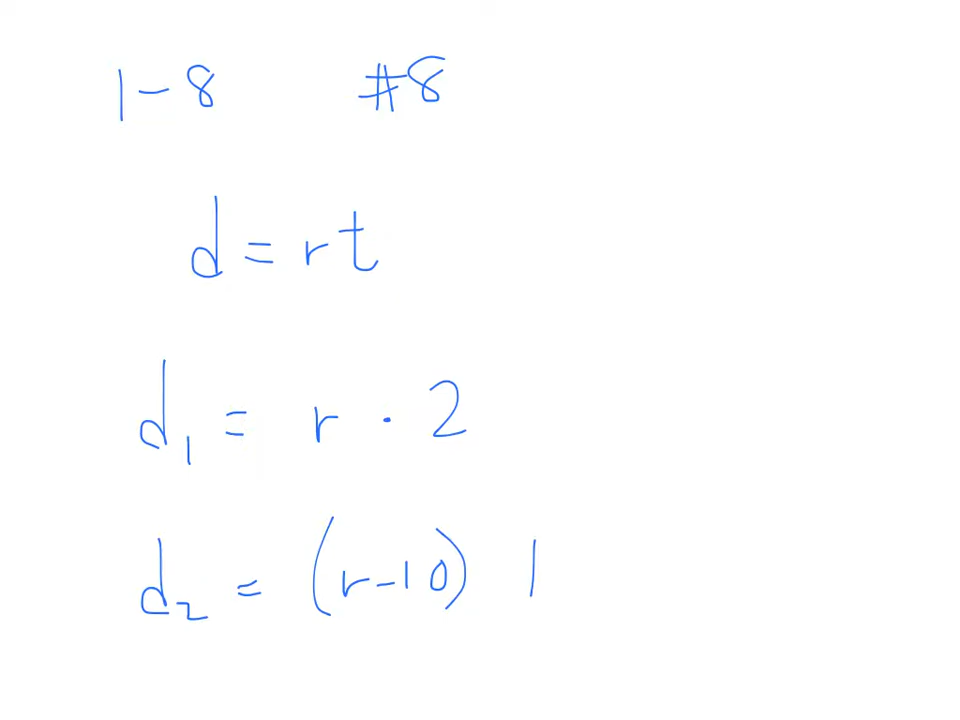 1-8 #8
d = rt
d₁ = r · 2
d₂ = (r-10) 1